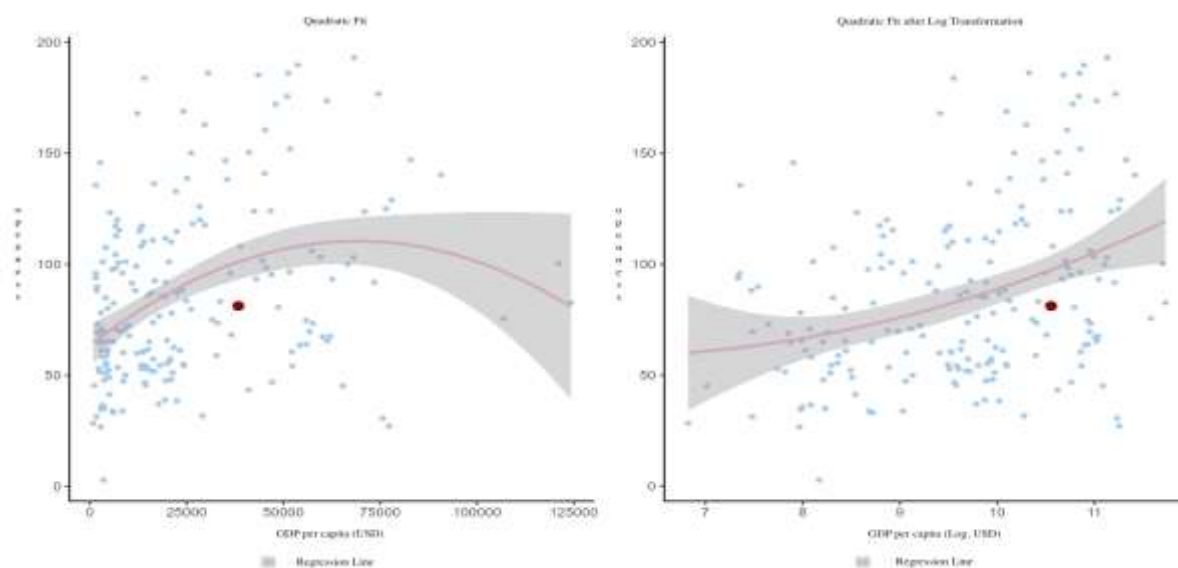 Quadratic Fit
200
150
100
50
0
0 25000 50000 75000 100000 125000
GDP per capita (USD)
Regression Line
Quadratic Fit after Log Transformation
200
150
100
50
0
7 8 9 10 11
GDP per capita (Log, USD)
Regression Line